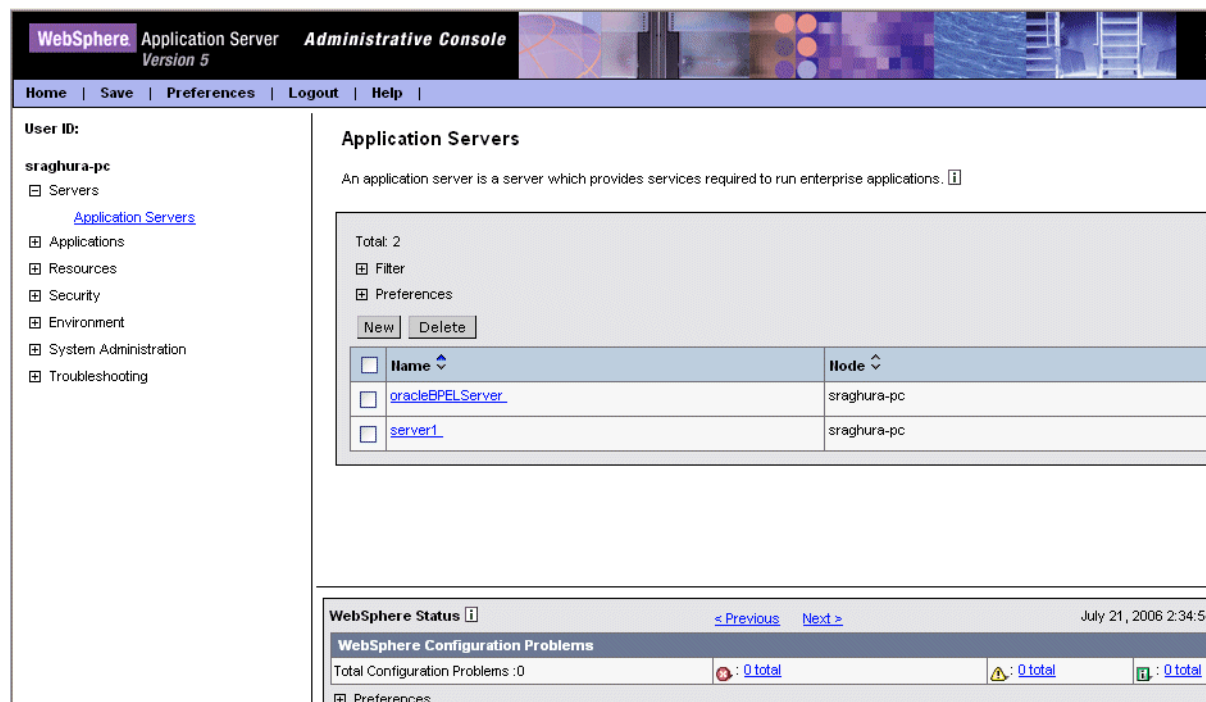 WebSphere Application Server Administrative Console
Version 5
Home | Save | Preferences | Logout | Help |
User ID:
sraghura-pc
Servers
Application Servers
Applications
Resources
Security
Environment
System Administration
Troubleshooting
Application Servers
An application server is a server which provides services required to run enterprise applications. i
Total: 2
Filter
Preferences
New Delete
Name Node
oracleBPELServer sraghura-pc
server1 sraghura-pc
WebSphere Status i < Previous Next > July 21, 2006 2:34:5
WebSphere Configuration Problems
Total Configuration Problems :0 : 0 total : 0 total : 0 total
Preferences